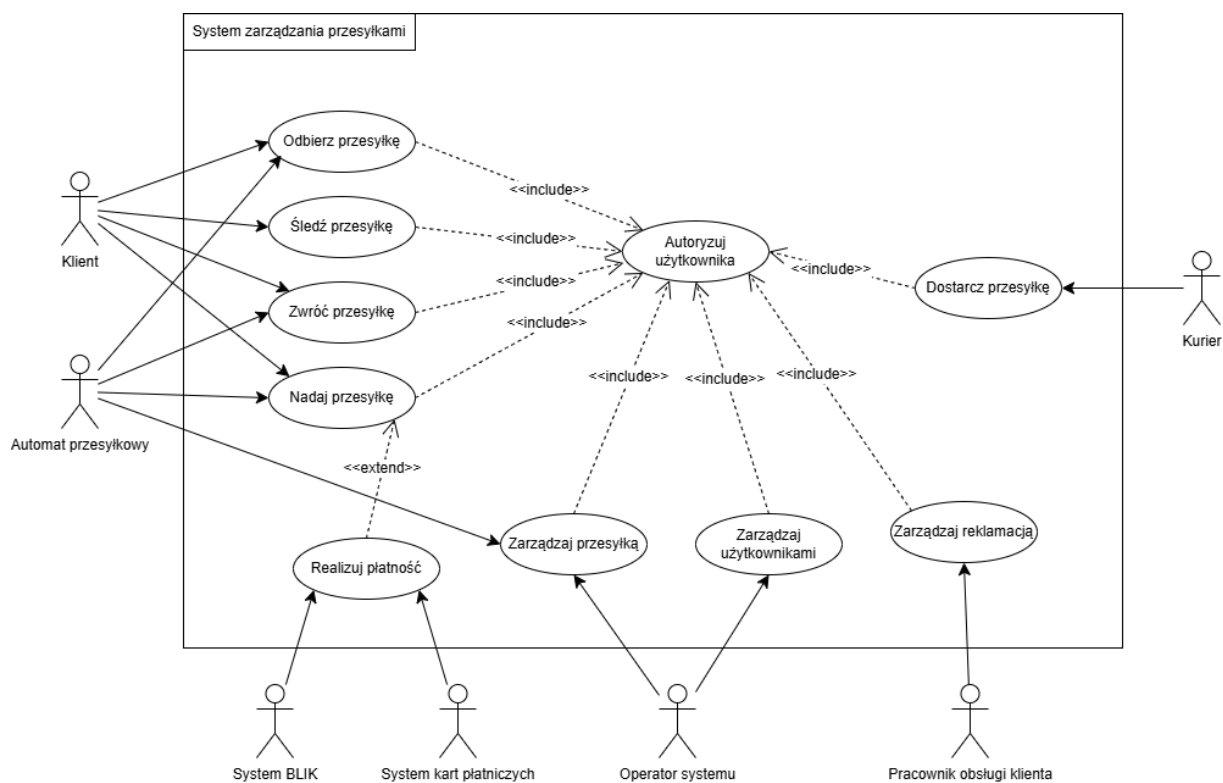 System zarządzania przesyłkami
Odbierz przesyłkę
<<include>>
Śledź przesyłkę
<<include>>
Autoryzuj
użytkownika
Klient
<<include>>
Dostarcz przesyłkę
<<include>>
Zwróć przesyłkę
<<include>>
Kurier
Nadaj przesyłkę
<<include>>
<<include>>
<<include>>
Automat przesyłkowy
<<extend>>
Zarządzaj przesyłką
Zarządzaj
użytkownikami
Zarządzaj reklamacją
Realizuj płatność
System BLIK
System kart płatniczych
Operator systemu
Pracownik obsługi klienta